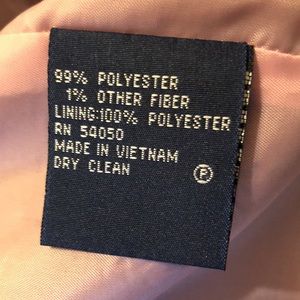 99% POLYESTER
1% OTHER FIBER
LINING:100% POLYESTER
RN 54050
MADE IN VIETNAM
DRY CLEAN
P